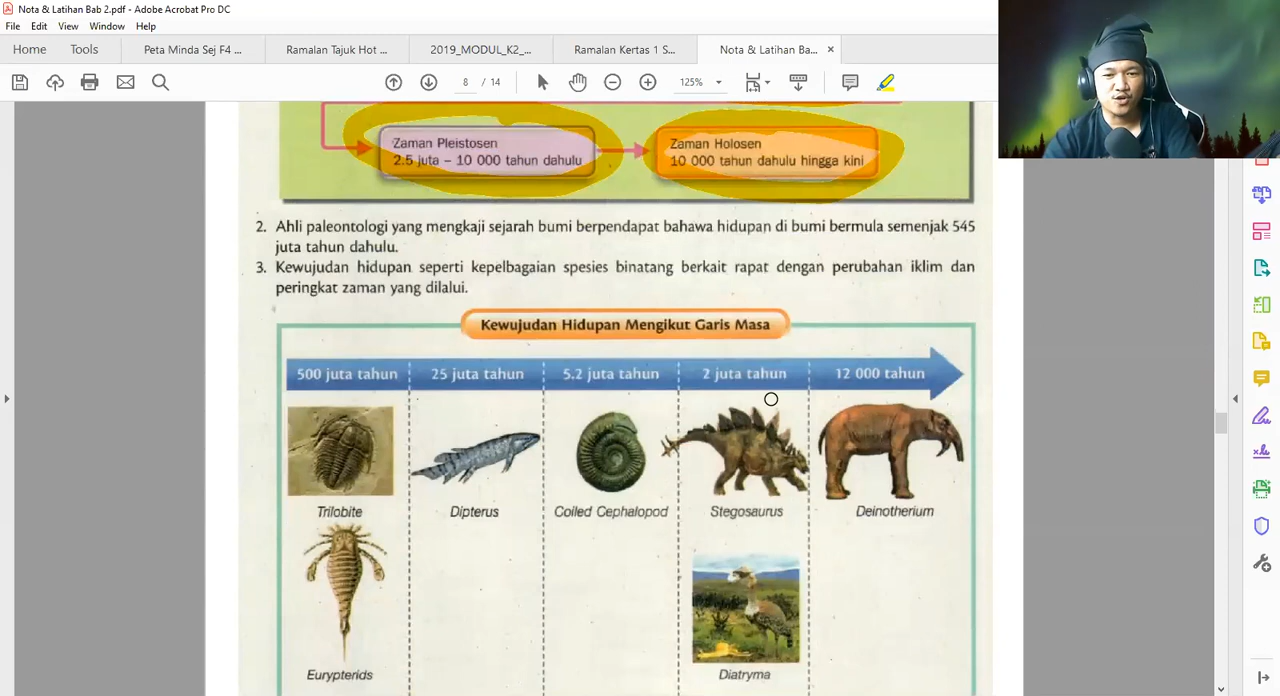 Nota & Latihan Bab 2.pdf - Adobe Acrobat Pro DC
File Edit View Window Help
Home Tools Peta Minda Sej F4 ... Ramalan Tajuk Hot ... 2019_MODUL_K2_... Ramalan Kertas 1 S... Nota & Latihan Ba... ×
8 / 14 125%
Zaman Pleistosen
2.5 juta – 10 000 tahun dahulu
Zaman Holosen
10 000 tahun dahulu hingga kini
2. Ahli paleontologi yang mengkaji sejarah bumi berpendapat bahawa hidupan di bumi bermula semenjak 545
juta tahun dahulu.
3. Kewujudan hidupan seperti kepelbagaian spesies binatang berkait rapat dengan perubahan iklim dan
peringkat zaman yang dilalui.
Kewujudan Hidupan Mengikut Garis Masa
500 juta tahun 25 juta tahun 5.2 juta tahun 2 juta tahun 12 000 tahun
Trilobite Dipterus Coiled Cephalopod Stegosaurus Deinotherium
Eurypterids Diatryma